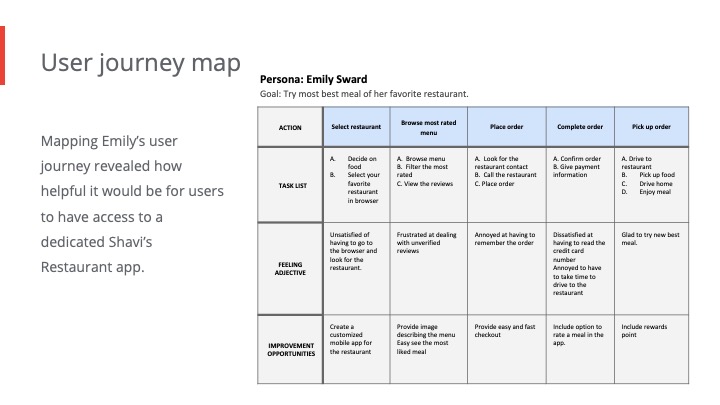 User journey map
Persona: Emily Sward
Goal: Try most best meal of her favorite restaurant.
Mapping Emily's user
journey revealed how
helpful it would be for users
to have access to a
dedicated Shavi's
Restaurant app.
ACTION
Select restaurant
Browse most rated
menu
Place order
Complete order
Pick up order
TASK LIST
A. Decide on
food
B. Select your
favorite
restaurant
in browser
A. Browse menu
B. Filter the most
rated
C. View the reviews
A. Look for the
restaurant contact
B. Call the restaurant
C. Place order
A. Confirm order
B. Give payment
information
A. Drive to
restaurant
B. Pick up food
C. Drive home
D. Enjoy meal
FEELING
ADJECTIVE
Unsatisfied of
having to go to
the browser and
look for the
restaurant.
Frustrated at dealing
with unverified
reviews
Annoyed at having to
remember the order
Dissatisfied at
having to read the
credit card
number
Annoyed to have
to take time to
drive to the
restaurant
Glad to try new best
meal.
IMPROVEMENT
OPPORTUNITIES
Create a
customized
mobile app for
the restaurant
Provide image
describing the menu
Easy see the most
liked meal
Provide easy and fast
checkout
Include option to
rate a meal in the
app.
Include rewards
point